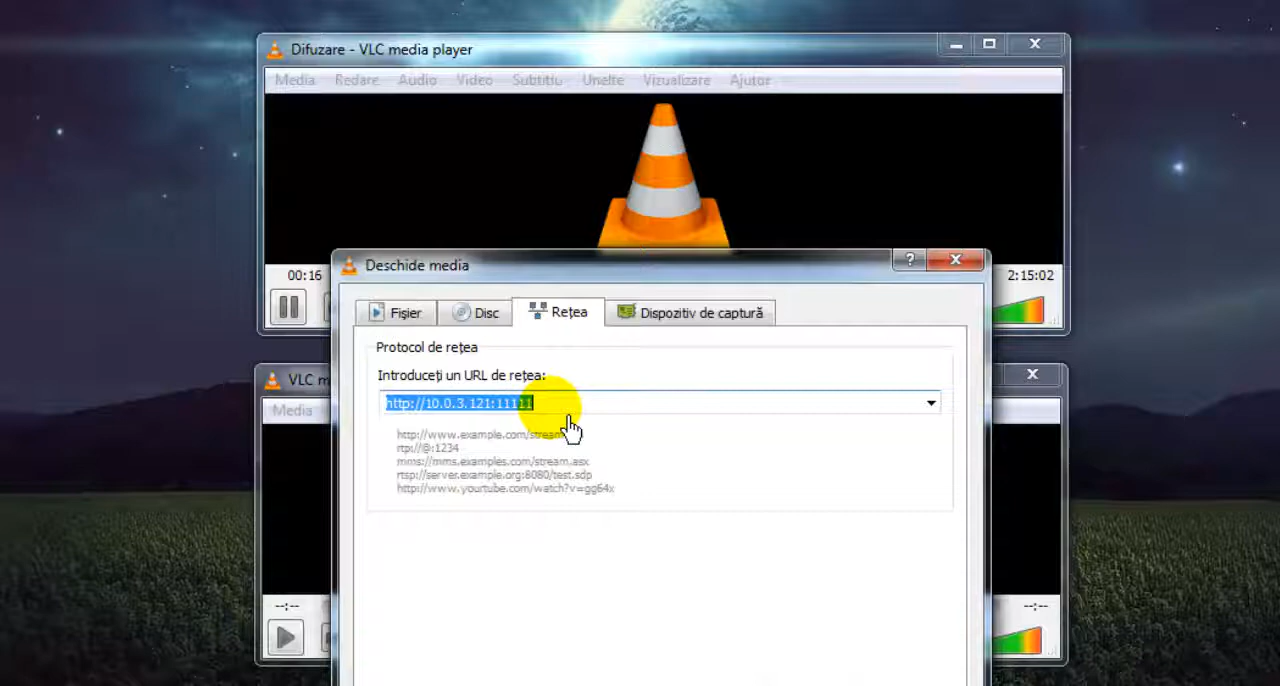 Difuzare - VLC media player
Media Redare Audio Video Subtitlu Unelte Vizualizare Ajutor
00:16
2:15:02
Deschide media
?
Fișier Disc Rețea Dispozitiv de captură
Protocol de rețea
Introduceți un URL de rețea:
http://10.0.3.121:11111
http://www.example.com/stream
rtp://@:1234
mms://mms.examples.com/stream.asx
rtsp://server.example.org:8080/test.sdp
http://www.yourtube.com/watch?v=gg64x
VLC m
Media
--:--
--:--